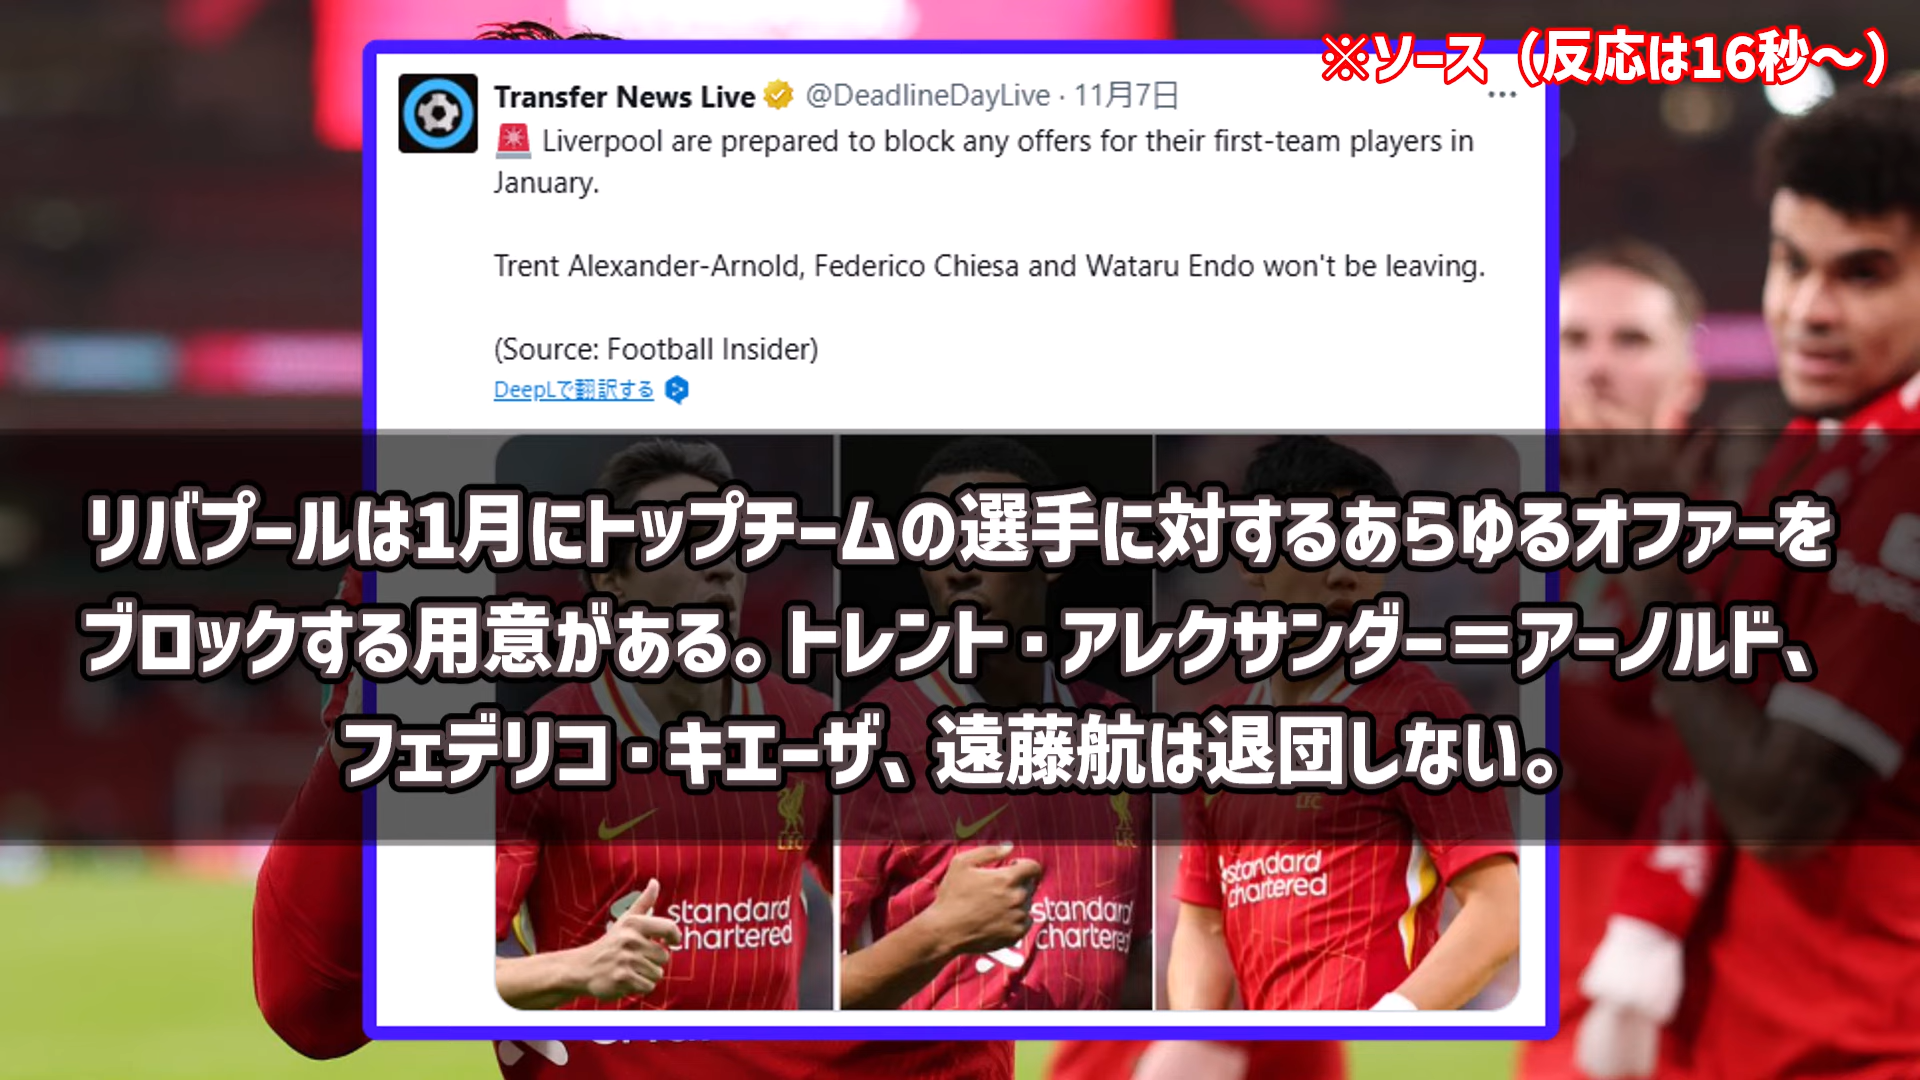 ※ソース（反応は16秒～）
Transfer News Live @DeadlineDayLive · 11月7日
Liverpool are prepared to block any offers for their first-team players in
January.
Trent Alexander-Arnold, Federico Chiesa and Wataru Endo won't be leaving.
(Source: Football Insider)
DeepLで翻訳する
リバプールは1月にトップチームの選手に対するあらゆるオファーを
ブロックする用意がある。トレント・アレクサンダー＝アーノルド、
フェデリコ・キエーザ、遠藤航は退団しない。
LFC
LFC
LFC
standard
chartered
standard
chartered
standard
chartered